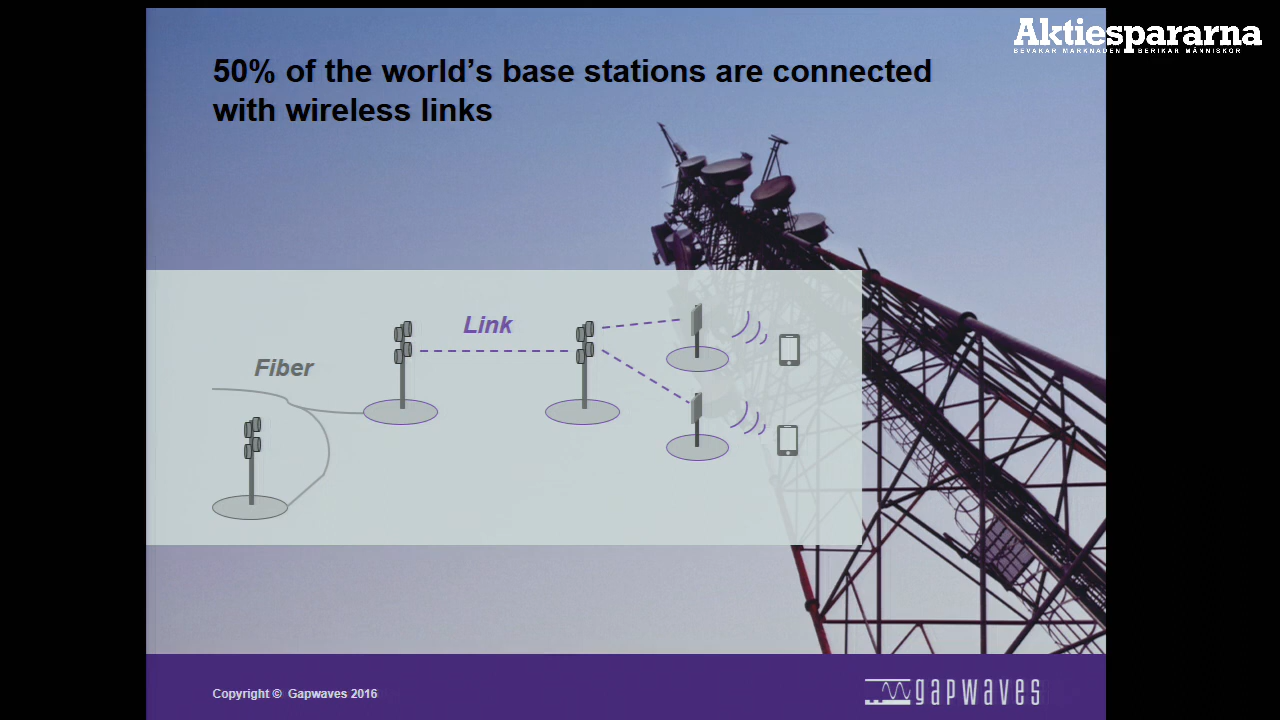 Aktiespararna
BEVAKAR MARKNADEN BERIKAR MÄNNISKOR
50% of the world’s base stations are connected
with wireless links
Link
Fiber
Copyright © Gapwaves 2016
gapwaves